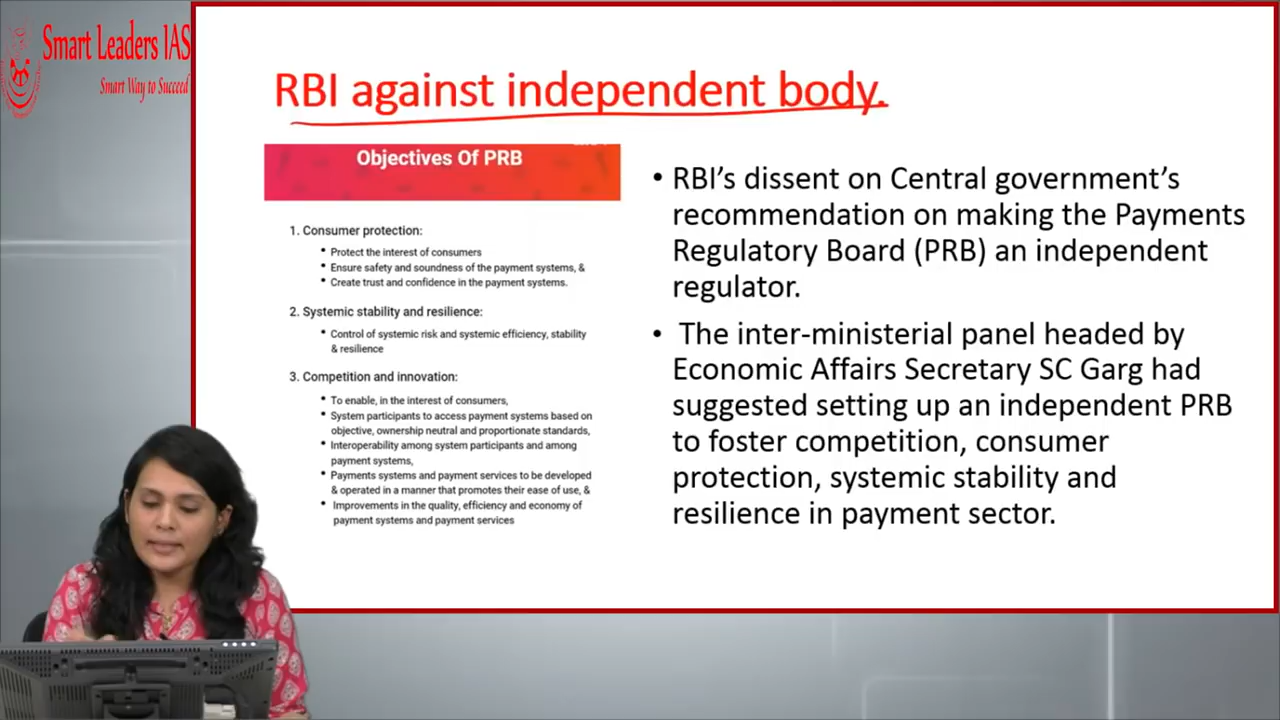 Smart Leaders IAS
Smart Way to Succeed
RBI against independent body.
Objectives Of PRB
1. Consumer protection:
• Protect the interest of consumers
• Ensure safety and soundness of the payment systems, &
• Create trust and confidence in the payment systems.
2. Systemic stability and resilience:
• Control of systemic risk and systemic efficiency, stability
& resilience
3. Competition and innovation:
• To enable, in the interest of consumers,
• System participants to access payment systems based on
objective, ownership neutral and proportionate standards,
• Interoperability among system participants and among
payment systems,
• Payments systems and payment services to be developed
& operated in a manner that promotes their ease of use, &
• Improvements in the quality, efficiency and economy of
payment systems and payment services
• RBI's dissent on Central government's
recommendation on making the Payments
Regulatory Board (PRB) an independent
regulator.
• The inter-ministerial panel headed by
Economic Affairs Secretary SC Garg had
suggested setting up an independent PRB
to foster competition, consumer
protection, systemic stability and
resilience in payment sector.